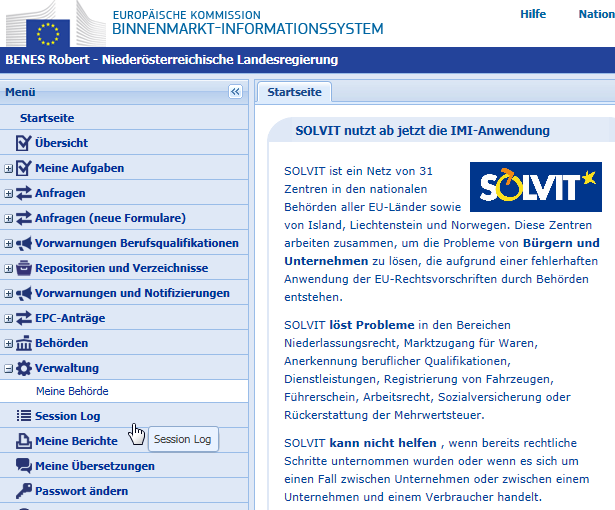 EUROPÄISCHE KOMMISSION
BINNENMARKT-INFORMATIONSSYSTEM
Hilfe
Nation
BENES Robert - Niederösterreichische Landesregierung
Menü
Startseite
Übersicht
Meine Aufgaben
Anfragen
Anfragen (neue Formulare)
Vorwarnungen Berufsqualifikationen
Repositorien und Verzeichnisse
Vorwarnungen und Notifizierungen
EPC-Anträge
Behörden
Verwaltung
Meine Behörde
Session Log
Session Log
Meine Berichte
Meine Übersetzungen
Passwort ändern
Startseite
SOLVIT nutzt ab jetzt die IMI-Anwendung
SOLVIT ist ein Netz von 31
Zentren in den nationalen
Behörden aller EU-Länder sowie
von Island, Liechtenstein und Norwegen. Diese Zentren
arbeiten zusammen, um die Probleme von Bürgern und
Unternehmen zu lösen, die aufgrund einer fehlerhaften
Anwendung der EU-Rechtsvorschriften durch Behörden
entstehen.
SOLVIT
SOLVIT löst Probleme in den Bereichen
Niederlassungsrecht, Marktzugang für Waren,
Anerkennung beruflicher Qualifikationen,
Dienstleistungen, Registrierung von Fahrzeugen,
Führerschein, Arbeitsrecht, Sozialversicherung oder
Rückerstattung der Mehrwertsteuer.
SOLVIT kann nicht helfen , wenn bereits rechtliche
Schritte unternommen wurden oder wenn es sich um
einen Fall zwischen Unternehmen oder zwischen einem
Unternehmen und einem Verbraucher handelt.